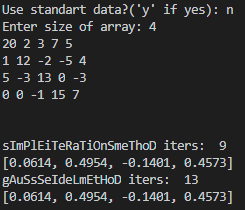 Use standart data?('y' if yes): n
Enter size of array: 4
20 2 3 7 5
1 12 -2 -5 4
5 -3 13 0 -3
0 0 -1 15 7
sImPlEiTeRaTiOnSmeThoD iters:  9
[0.0614, 0.4954, -0.1401, 0.4573]
gAuSsSeIdeLmEtHoD iters:  13
[0.0614, 0.4954, -0.1401, 0.4573]